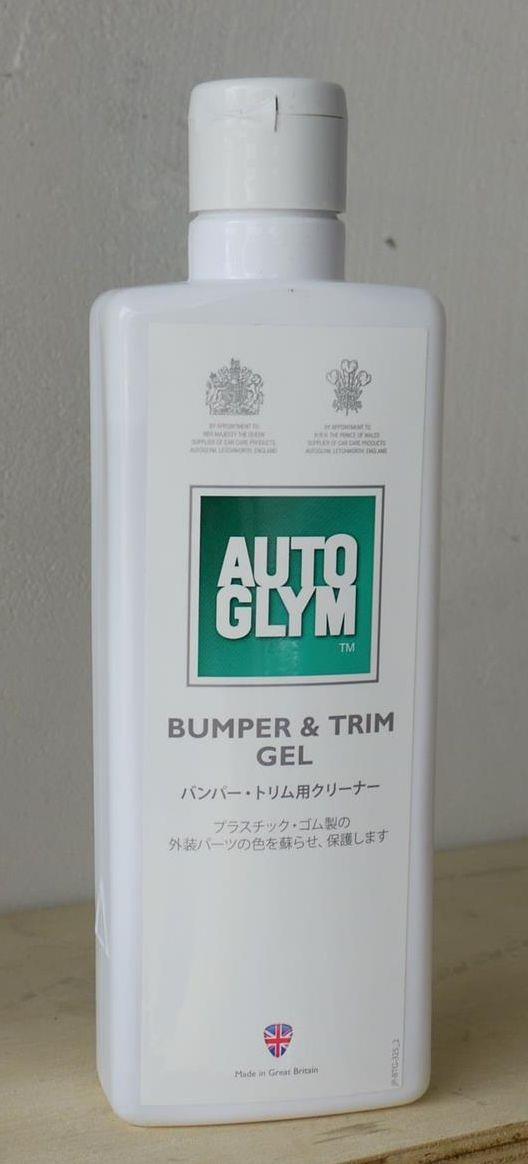 BY APPOINTMENT TO
HER MAJESTY THE QUEEN
SUPPLIER OF CAR CARE PRODUCTS
AUTOGLYM, LETCHWORTH, ENGLAND
BY APPOINTMENT TO
H.R.H. THE PRINCE OF WALES
SUPPLIER OF CAR CARE PRODUCTS
AUTOGLYM, LETCHWORTH, ENGLAND
AUTO
GLYM
TM
BUMPER & TRIM
GEL
バンパー・トリム用クリーナー
プラスチック・ゴム製の
外装パーツの色を蘇らせ、保護します
Made in Great Britain
JP-BTG-325_2